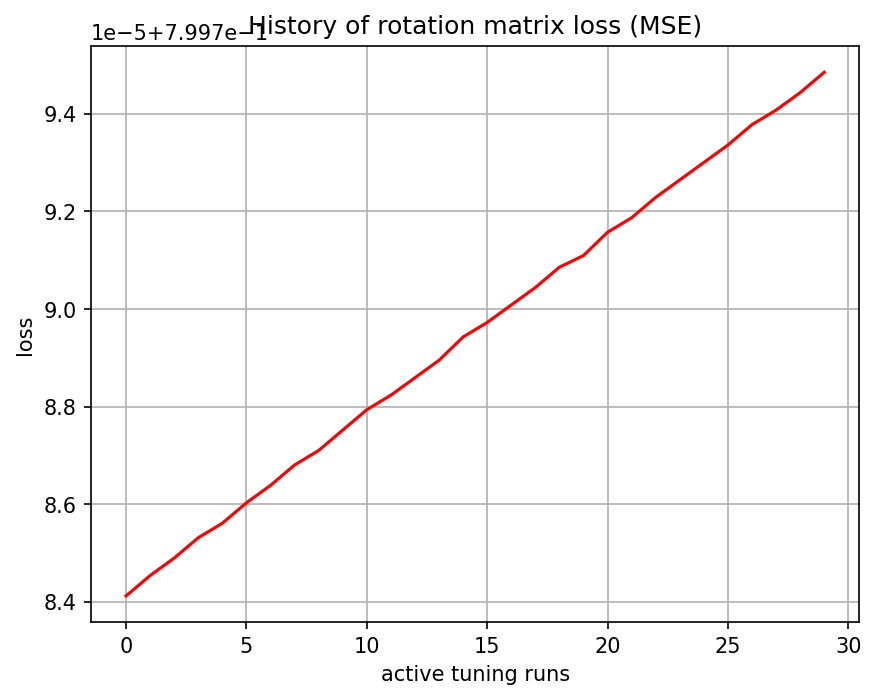 1e−5+7.997e−1
History of rotation matrix loss (MSE)
9.4
9.2
9.0
8.8
8.6
8.4
loss
0 5 10 15 20 25 30
active tuning runs